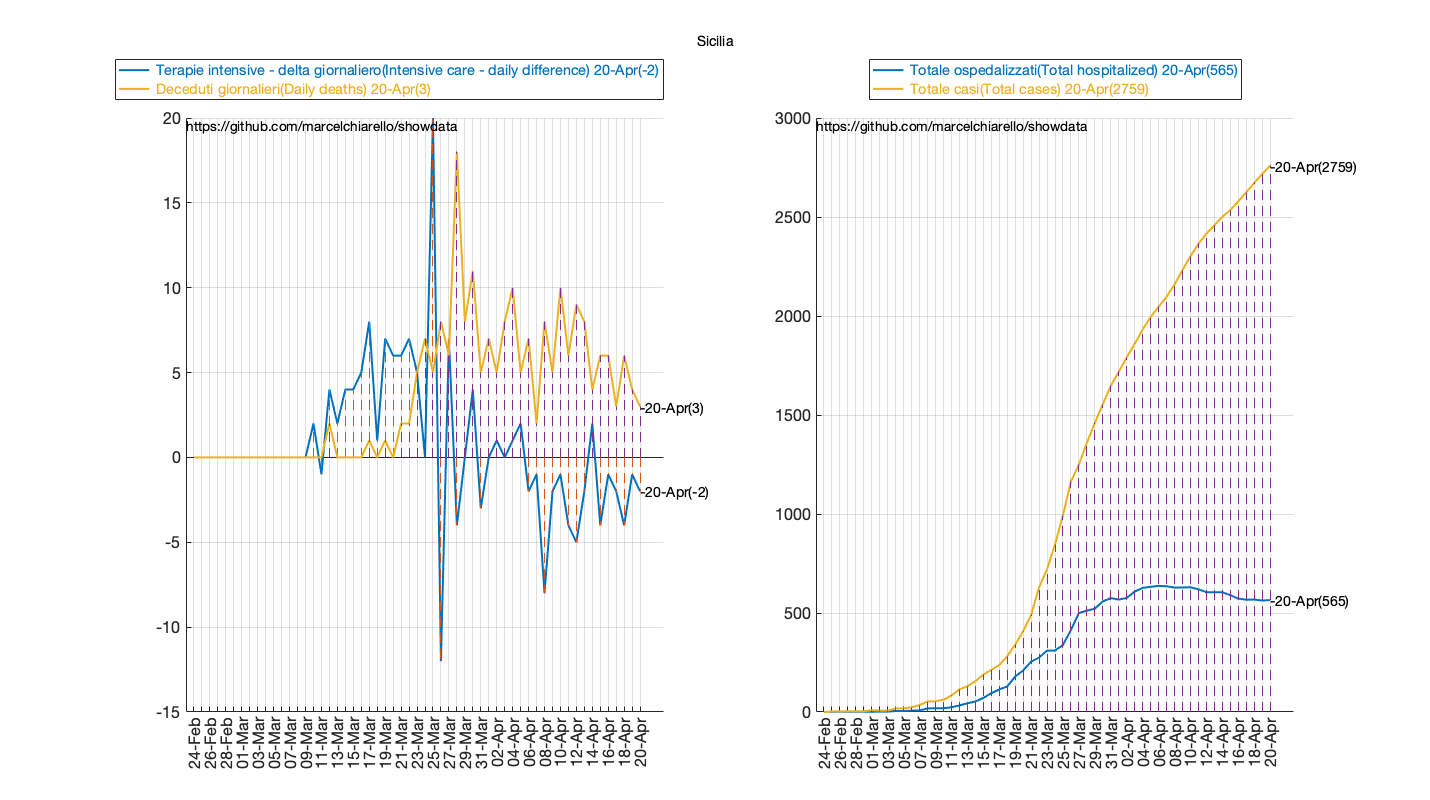 Sicilia
Terapie intensive - delta giornaliero(Intensive care - daily difference) 20-Apr(-2)
Deceduti giornalieri(Daily deaths) 20-Apr(3)
https://github.com/marcelchiarello/showdata
20
15
10
5
0
-5
-10
-15
-20-Apr(3)
-20-Apr(-2)
24-Feb
26-Feb
28-Feb
01-Mar
03-Mar
05-Mar
07-Mar
09-Mar
11-Mar
13-Mar
15-Mar
17-Mar
19-Mar
21-Mar
23-Mar
25-Mar
27-Mar
29-Mar
31-Mar
02-Apr
04-Apr
06-Apr
08-Apr
10-Apr
12-Apr
14-Apr
16-Apr
18-Apr
20-Apr
Totale ospedalizzati(Total hospitalized) 20-Apr(565)
Totale casi(Total cases) 20-Apr(2759)
https://github.com/marcelchiarello/showdata
3000
2500
2000
1500
1000
500
0
-20-Apr(2759)
-20-Apr(565)
24-Feb
26-Feb
28-Feb
01-Mar
03-Mar
05-Mar
07-Mar
09-Mar
11-Mar
13-Mar
15-Mar
17-Mar
19-Mar
21-Mar
23-Mar
25-Mar
27-Mar
29-Mar
31-Mar
02-Apr
04-Apr
06-Apr
08-Apr
10-Apr
12-Apr
14-Apr
16-Apr
18-Apr
20-Apr